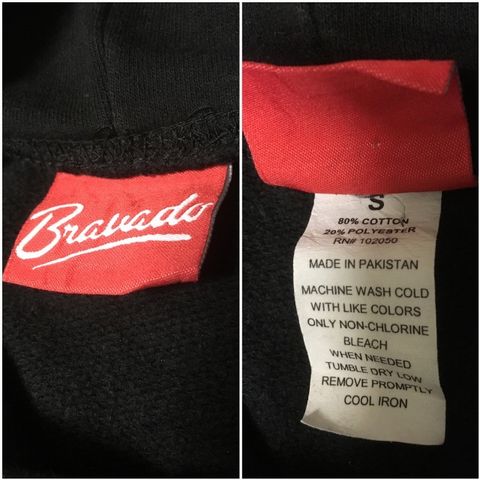 Bravado
S
80% COTTON
20% POLYESTER
RN# 102050
MADE IN PAKISTAN
MACHINE WASH COLD
WITH LIKE COLORS
ONLY NON-CHLORINE
BLEACH
WHEN NEEDED
TUMBLE DRY LOW
REMOVE PROMPTLY
COOL IRON